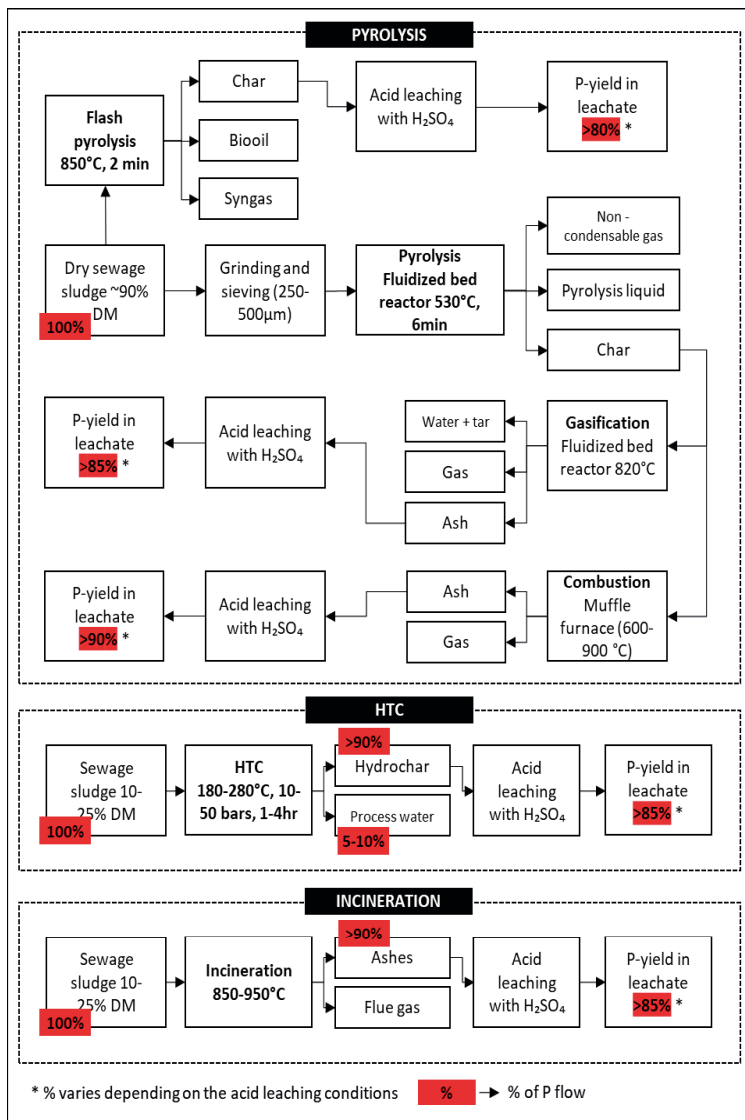 PYROLYSIS
Flash
pyrolysis
850°C, 2 min
Char
Biooil
Syngas
Acid leaching
with H₂SO₄
P-yield in
leachate
>80% *
Dry sewage
sludge ~90%
DM
100%
Grinding and
sieving (250-
500µm)
Pyrolysis
Fluidized bed
reactor 530°C,
6min
Non -
condensable gas
Pyrolysis liquid
Char
P-yield in
leachate
>85% *
Acid leaching
with H₂SO₄
Water + tar
Gas
Ash
Gasification
Fluidized bed
reactor 820°C
P-yield in
leachate
>90% *
Acid leaching
with H₂SO₄
Ash
Gas
Combustion
Muffle
furnace (600-
900 °C)
HTC
Sewage
sludge 10-
25% DM
100%
HTC
180-280°C, 10-
50 bars, 1-4hr
>90%
Hydrochar
Process water
5-10%
Acid
leaching
with H₂SO₄
P-yield in
leachate
>85% *
INCINERATION
Sewage
sludge 10-
25% DM
100%
Incineration
850-950°C
>90%
Ashes
Flue gas
Acid
leaching
with H₂SO₄
P-yield in
leachate
>85% *
* % varies depending on the acid leaching conditions
% → % of P flow